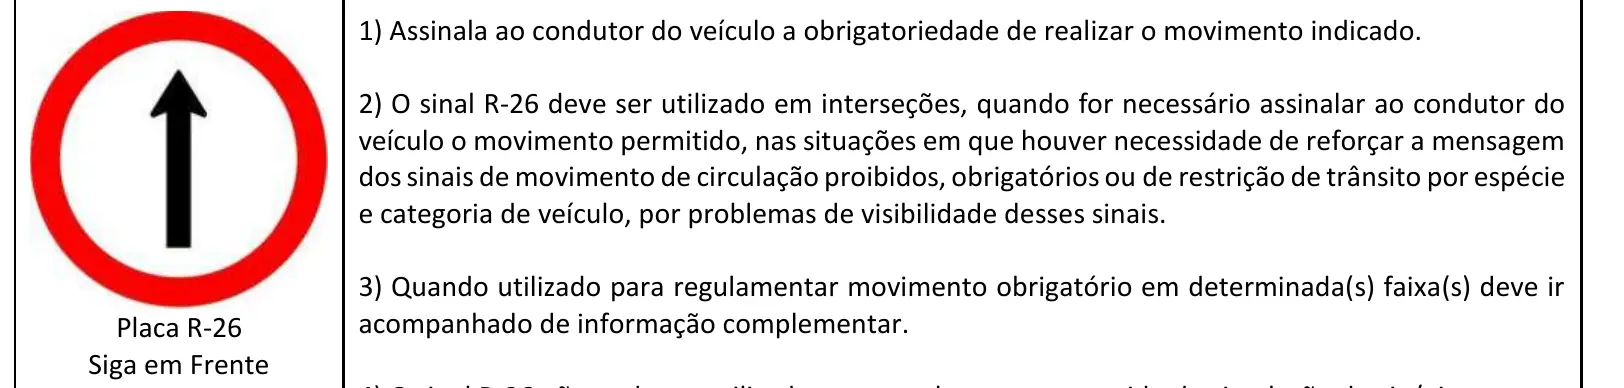 1) Assinala ao condutor do veículo a obrigatoriedade de realizar o movimento indicado.
2) O sinal R-26 deve ser utilizado em interseções, quando for necessário assinalar ao condutor do
veículo o movimento permitido, nas situações em que houver necessidade de reforçar a mensagem
dos sinais de movimento de circulação proibidos, obrigatórios ou de restrição de trânsito por espécie
e categoria de veículo, por problemas de visibilidade desses sinais.
3) Quando utilizado para regulamentar movimento obrigatório em determinada(s) faixa(s) deve ir
acompanhado de informação complementar.
Placa R-26
Siga em Frente